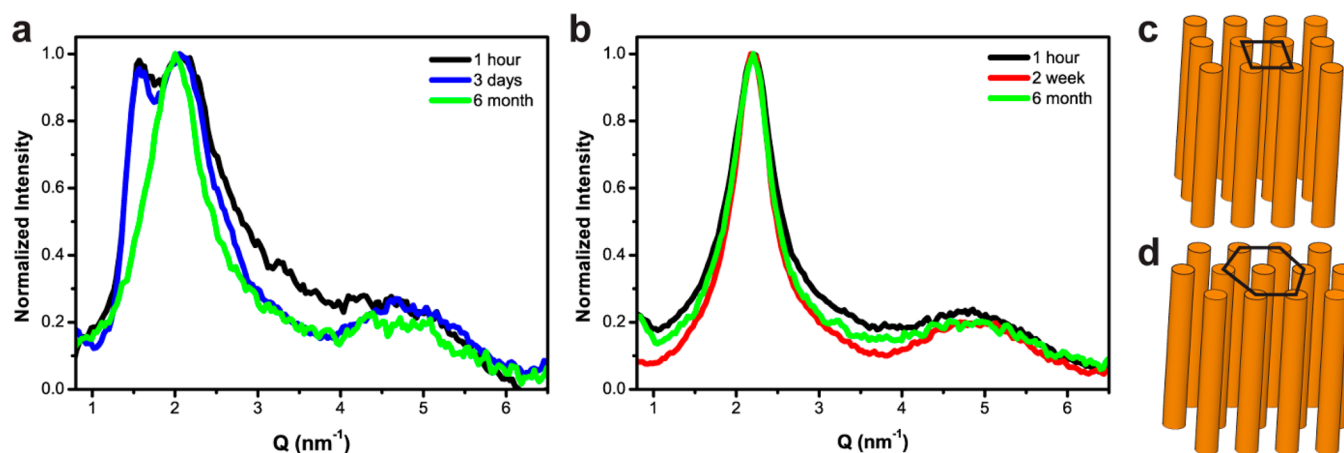 a
1.0
0.8
0.6
0.4
0.2
0.0
Normalized Intensity
1 hour
3 days
6 month
1 2 3 4 5 6
Q (nm⁻¹)
b
1.0
0.8
0.6
0.4
0.2
0.0
Normalized Intensity
1 hour
2 week
6 month
1 2 3 4 5 6
Q (nm⁻¹)
c
d